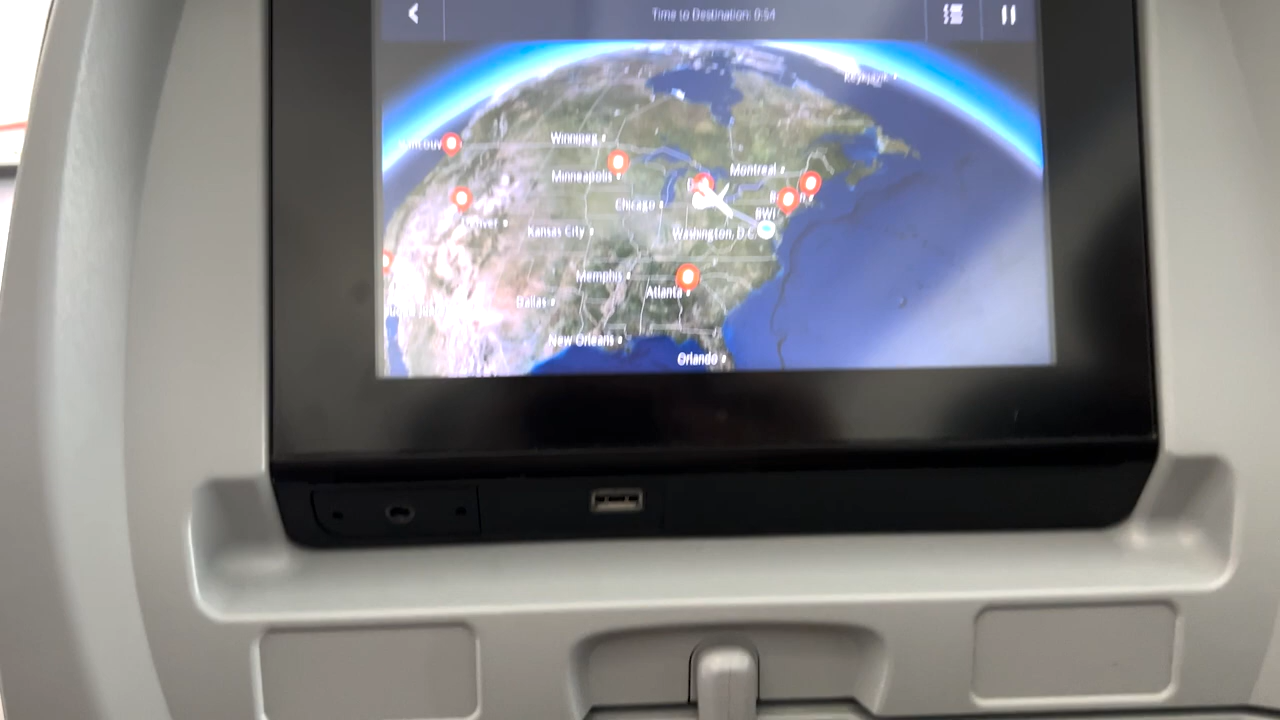 Time to Destination: 0:54
Reykjavik
Winnipeg
Minneapolis
Montreal
Chicago
BWI
Kansas City
Washington, D.C.
Memphis
Atlanta
Dallas
New Orleans
Orlando